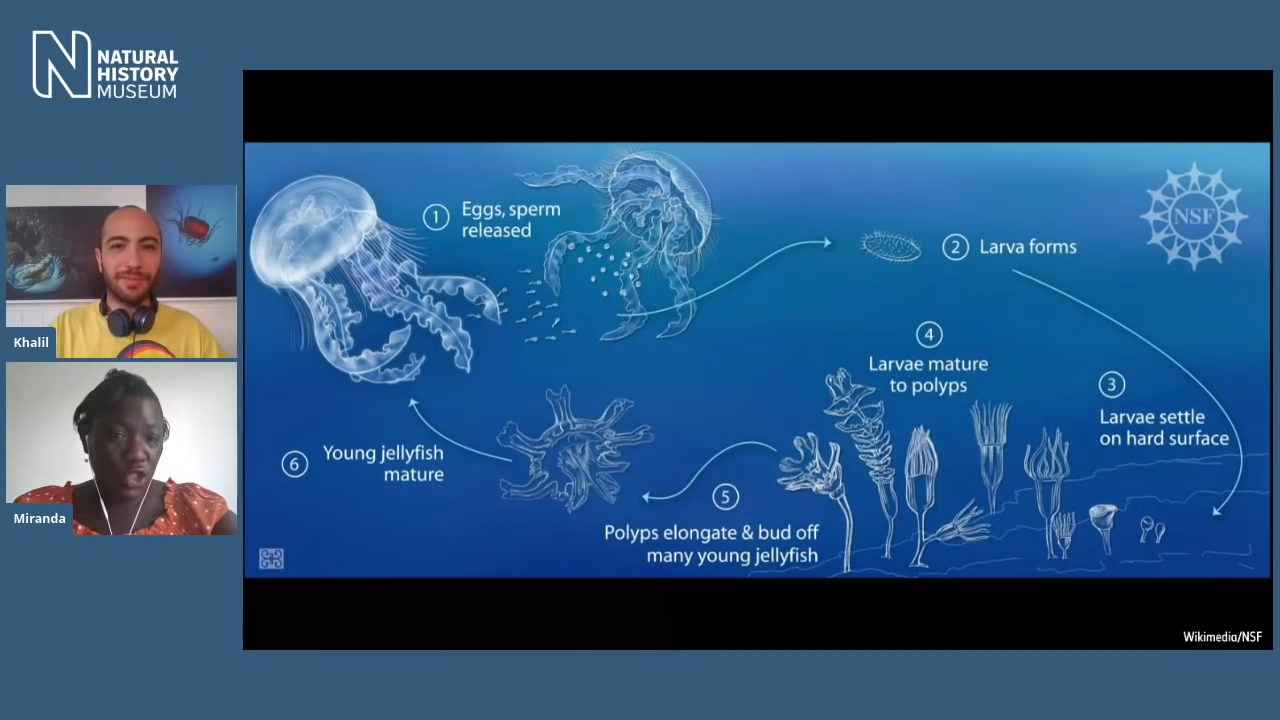 NATURAL
HISTORY
MUSEUM
Khalil
Miranda
1
Eggs, sperm
released
2
Larva forms
NSF
3
Larvae settle
on hard surface
4
Larvae mature
to polyps
5
Polyps elongate & bud off
many young jellyfish
6
Young jellyfish
mature
Wikimedia/NSF